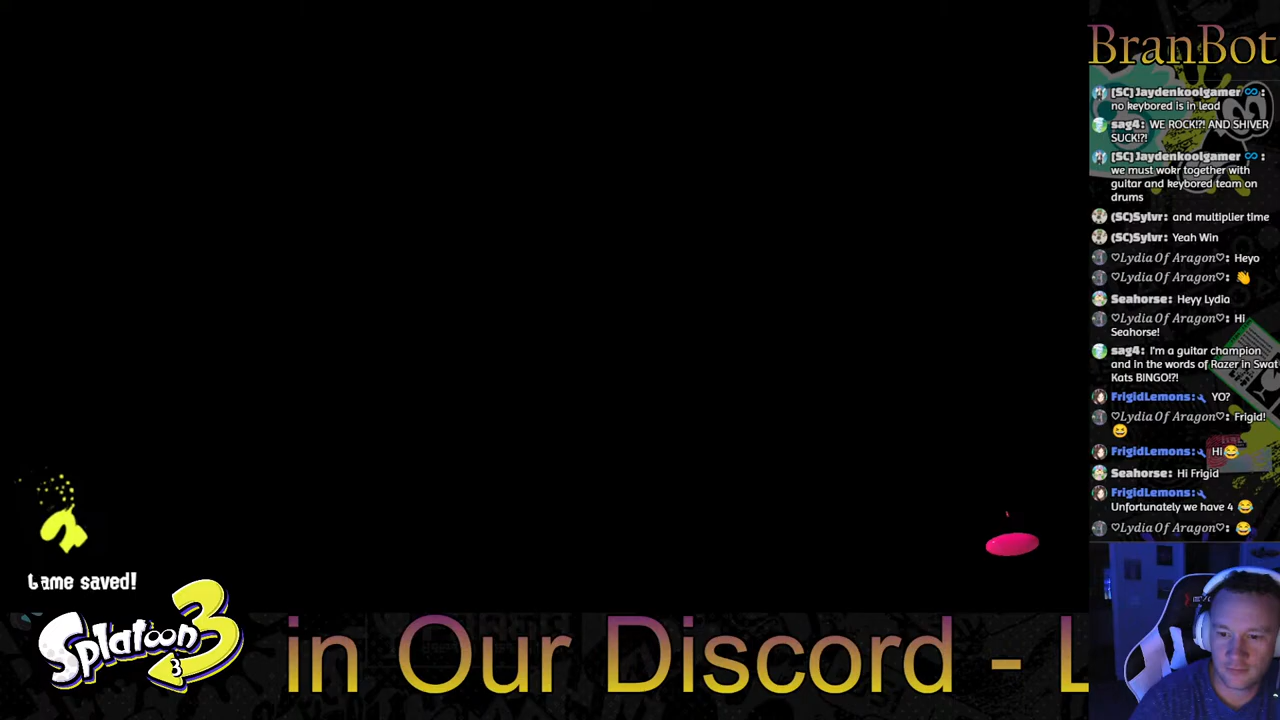 BranBot
(SC)Jaydenkoolgamer ∞ :
no keybored is in lead
sag4: WE ROCK!?! AND SHIVER
SUCK!?!
(SC)Jaydenkoolgamer ∞ :
we must wokr together with
guitar and keybored team on
drums
(SC)Sylvr: and multiplier time
(SC)Sylvr: Yeah Win
♡Lydia Of Aragon♡: Heyo
♡Lydia Of Aragon♡: 👏
Seahorse: Heyy Lydia
♡Lydia Of Aragon♡: Hi
Seahorse!
sag4: I'm a guitar champion
and in the words of Razer in Swat
Kats BINGO!?!
FrigidLemons: YO?
♡Lydia Of Aragon♡: Frigid!
😆
FrigidLemons: Hi😂
Seahorse: Hi Frigid
FrigidLemons:
Unfortunately we have 4 😂
♡Lydia Of Aragon♡: 😂
Game saved!
Splatoon 3
3
in Our Discord - L